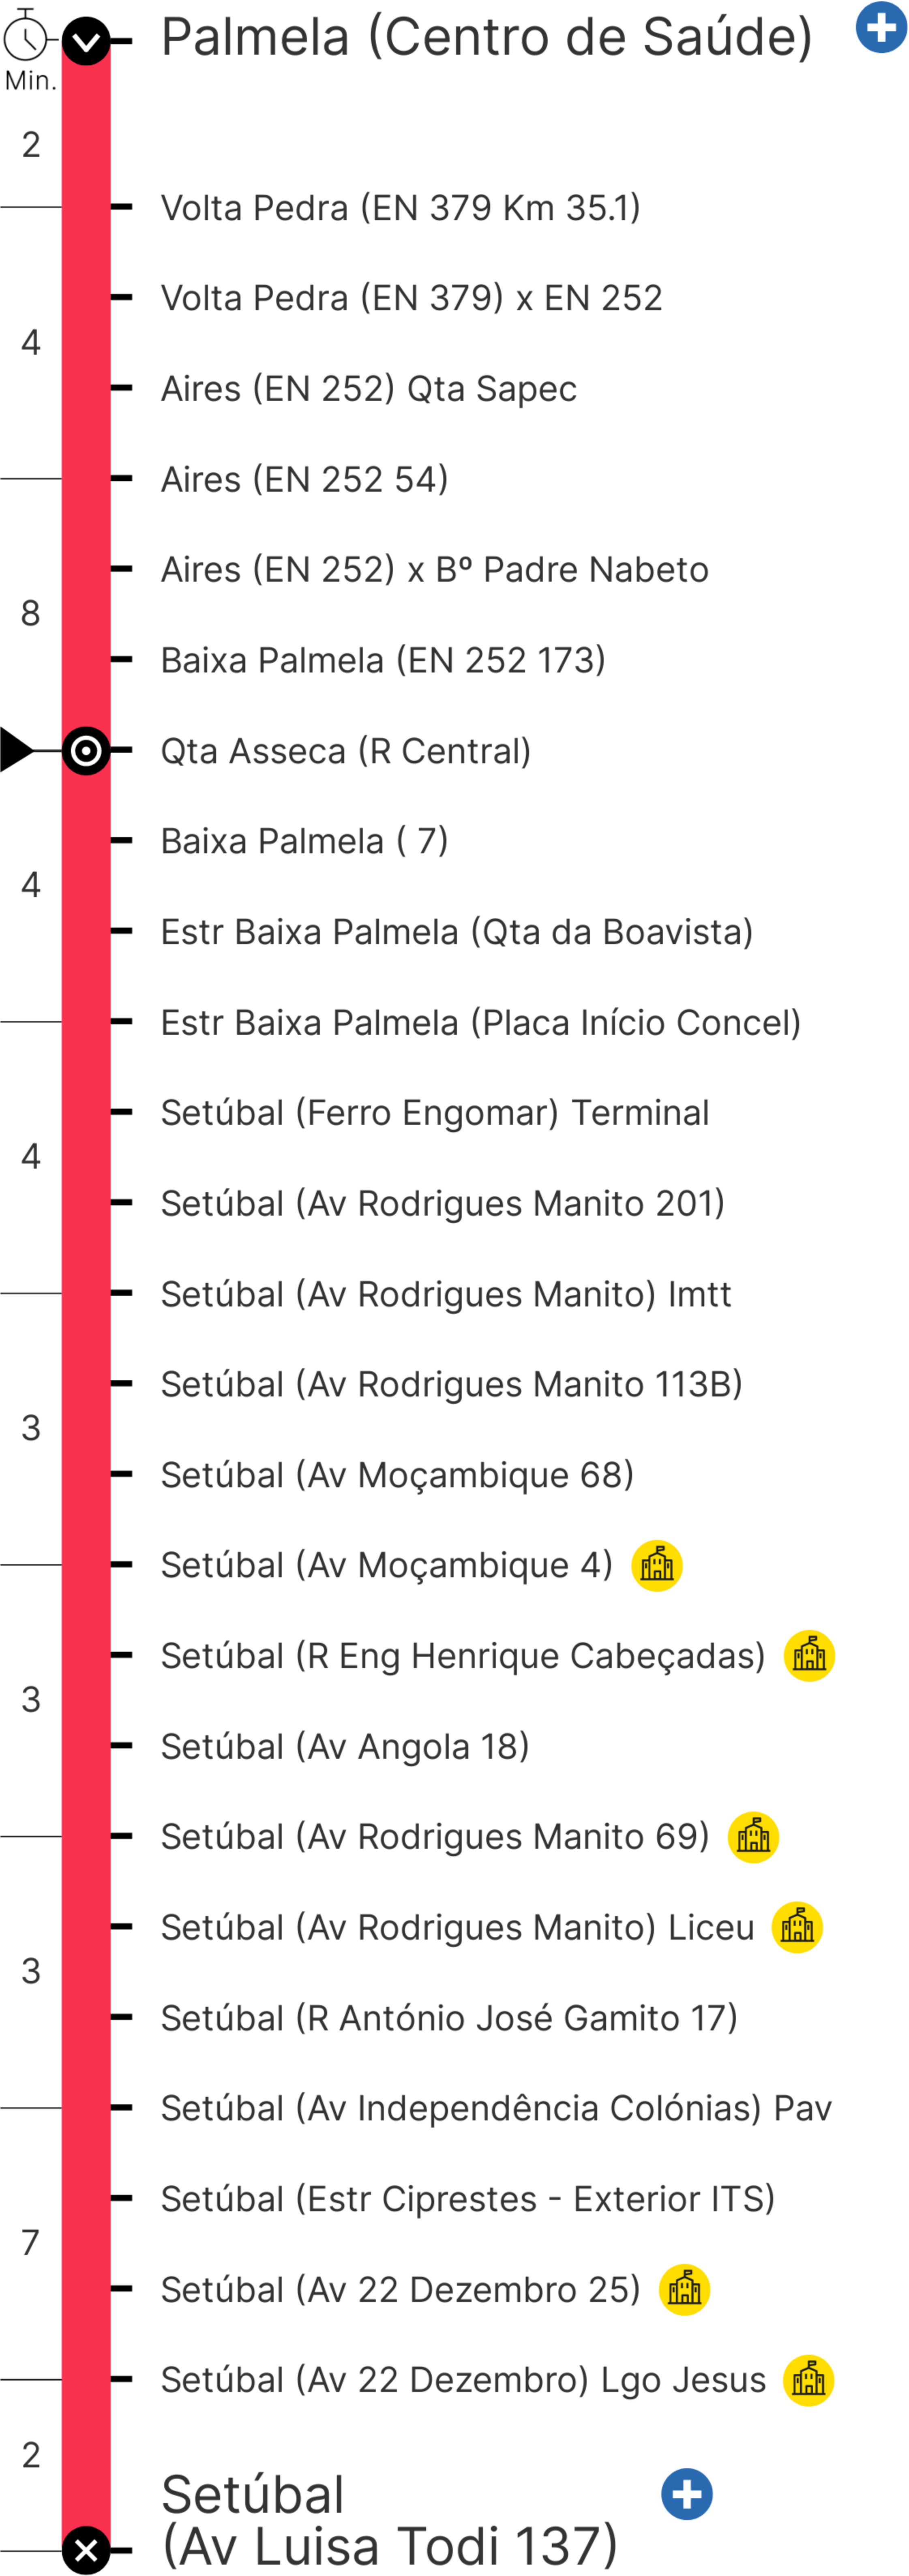 Palmela (Centro de Saúde)
Min.
2
Volta Pedra (EN 379 Km 35.1)
Volta Pedra (EN 379) x EN 252
4
Aires (EN 252) Qta Sapec
Aires (EN 252 54)
Aires (EN 252) x Bº Padre Nabeto
8
Baixa Palmela (EN 252 173)
Qta Asseca (R Central)
Baixa Palmela ( 7)
4
Estr Baixa Palmela (Qta da Boavista)
Estr Baixa Palmela (Placa Início Concel)
Setúbal (Ferro Engomar) Terminal
4
Setúbal (Av Rodrigues Manito 201)
Setúbal (Av Rodrigues Manito) Imtt
Setúbal (Av Rodrigues Manito 113B)
3
Setúbal (Av Moçambique 68)
Setúbal (Av Moçambique 4)
Setúbal (R Eng Henrique Cabeçadas)
3
Setúbal (Av Angola 18)
Setúbal (Av Rodrigues Manito 69)
Setúbal (Av Rodrigues Manito) Liceu
3
Setúbal (R António José Gamito 17)
Setúbal (Av Independência Colónias) Pav
Setúbal (Estr Ciprestes - Exterior ITS)
7
Setúbal (Av 22 Dezembro 25)
Setúbal (Av 22 Dezembro) Lgo Jesus
2
Setúbal
(Av Luisa Todi 137)